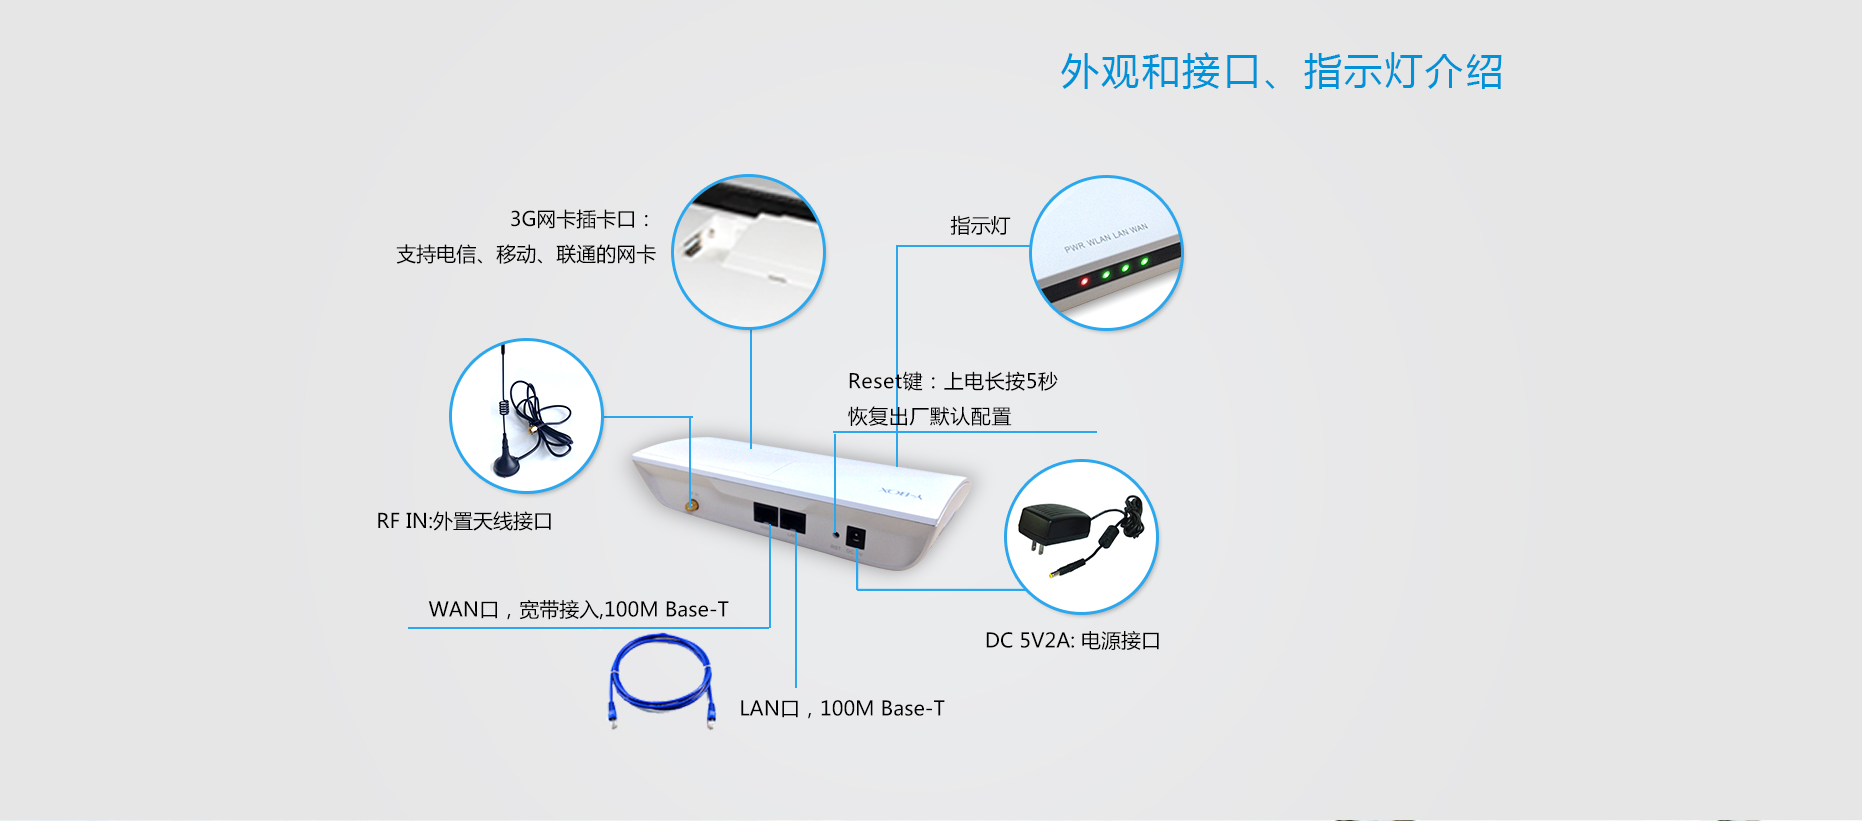 外观和接口、指示灯介绍
3G网卡插卡口：
支持电信、移动、联通的网卡
指示灯
PWR WLAN LAN WAN
Reset键：上电长按5秒
恢复出厂默认配置
Y-BOX
RF IN:外置天线接口
WAN口，宽带接入,100M Base-T
DC 5V2A: 电源接口
LAN口，100M Base-T